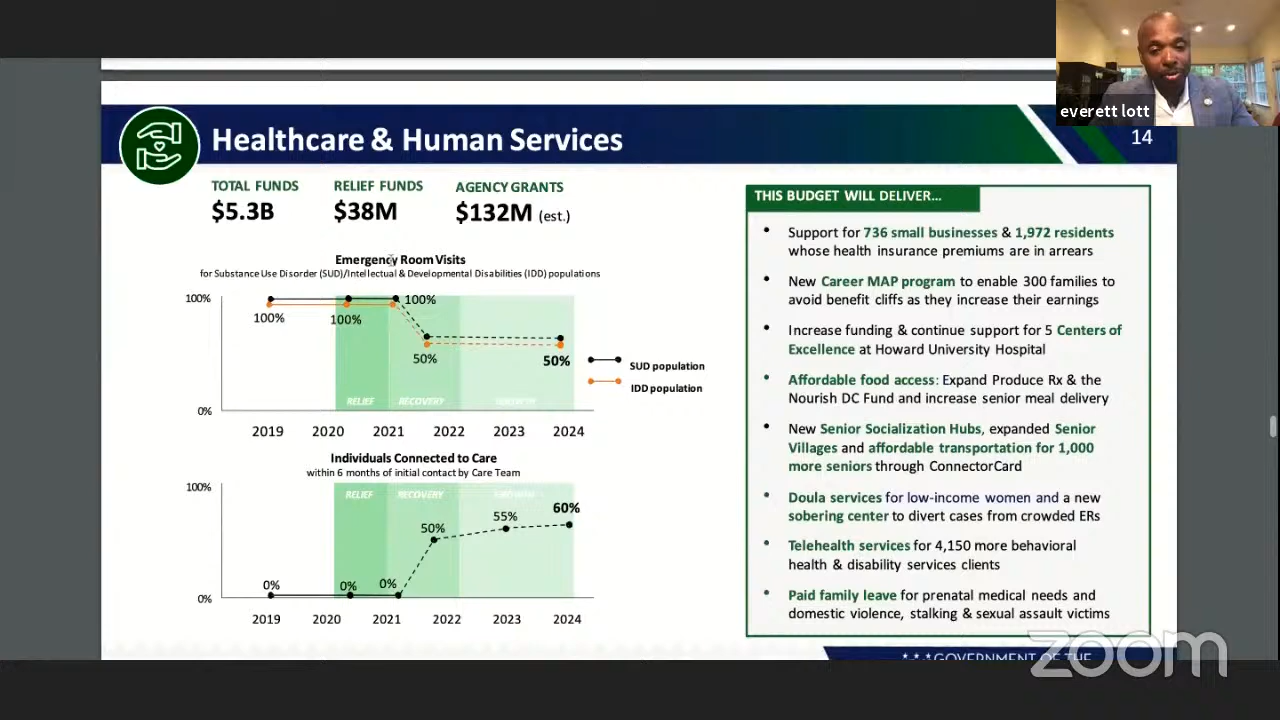 everett lott
Healthcare & Human Services
14
TOTAL FUNDS
$5.3B
RELIEF FUNDS
$38M
AGENCY GRANTS
$132M (est.)
Emergency Room Visits
for Substance Use Disorder (SUD)/Intellectual & Developmental Disabilities (IDD) populations
100%
100%
100%
100%
50%
50%
0%
RELIEF
RECOVERY
GROWTH
2019 2020 2021 2022 2023 2024
SUD population
IDD population
Individuals Connected to Care
within 6 months of initial contact by Care Team
100%
RELIEF
RECOVERY
GROWTH
0%
0%
0%
50%
55%
60%
0%
2019 2020 2021 2022 2023 2024
THIS BUDGET WILL DELIVER...
• Support for 736 small businesses & 1,972 residents
whose health insurance premiums are in arrears
• New Career MAP program to enable 300 families to
avoid benefit cliffs as they increase their earnings
• Increase funding & continue support for 5 Centers of
Excellence at Howard University Hospital
• Affordable food access: Expand Produce Rx & the
Nourish DC Fund and increase senior meal delivery
• New Senior Socialization Hubs, expanded Senior
Villages and affordable transportation for 1,000
more seniors through ConnectorCard
• Doula services for low-income women and a new
sobering center to divert cases from crowded ERs
• Telehealth services for 4,150 more behavioral
health & disability services clients
• Paid family leave for prenatal medical needs and
domestic violence, stalking & sexual assault victims
GOVERNMENT OF THE
zoom